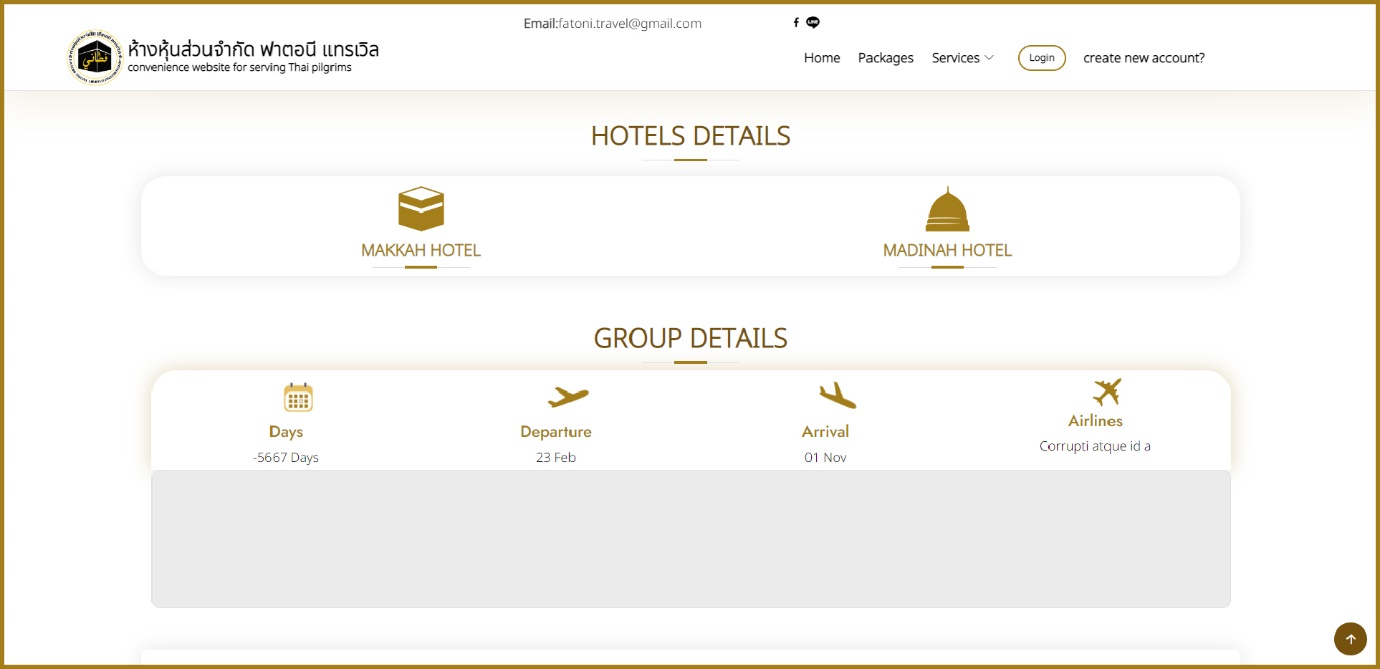 Email:fatoni.travel@gmail.com
ห้างหุ้นส่วนจำกัด ฟาตอนี แทรเวิล
convenience website for serving Thai pilgrims
Home Packages Services Login create new account?
HOTELS DETAILS
MAKKAH HOTEL MADINAH HOTEL
GROUP DETAILS
Days Departure Arrival Airlines
-5667 Days 23 Feb 01 Nov Corrupti atque id a